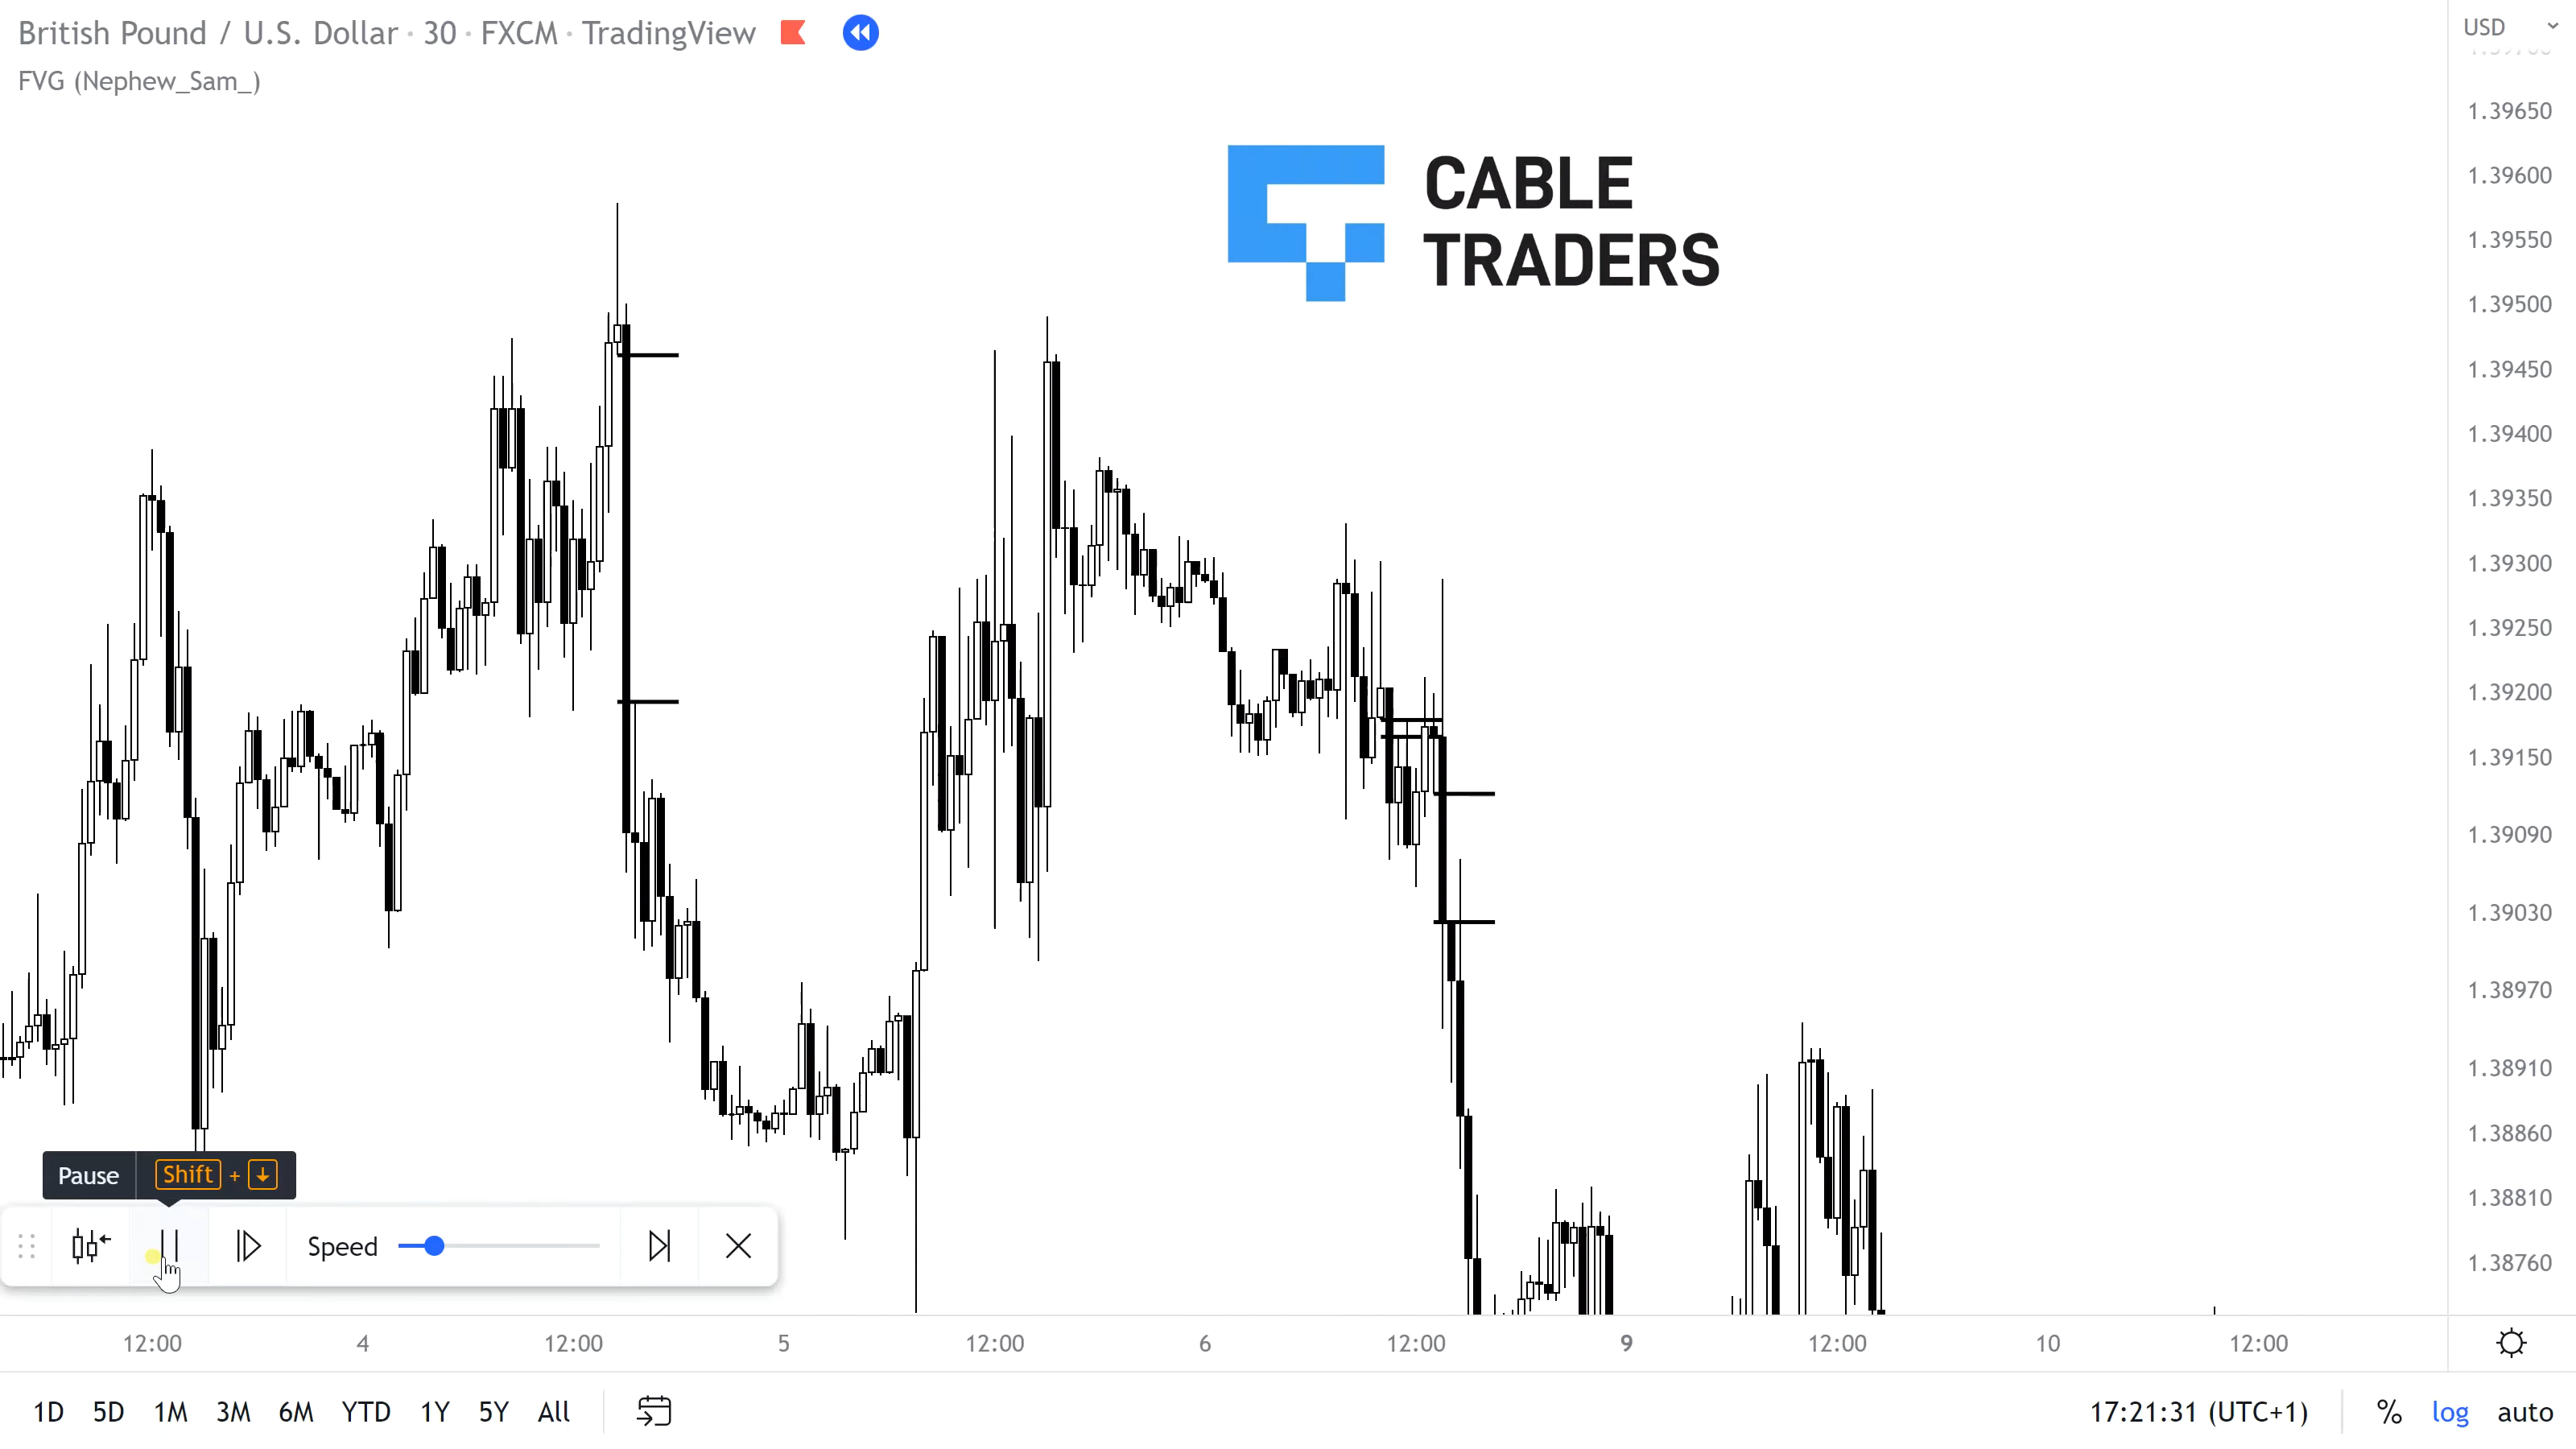 British Pound / U.S. Dollar · 30 · FXCM · TradingView
FVG (Nephew_Sam_)
USD
CABLE
TRADERS
1.39650
1.39600
1.39550
1.39500
1.39450
1.39400
1.39350
1.39300
1.39250
1.39200
1.39150
1.39090
1.39030
1.38970
1.38910
1.38860
1.38810
1.38760
Pause Shift + ↓
Speed
12:00 4 12:00 5 12:00 6 12:00 9 12:00 10 12:00
1D 5D 1M 3M 6M YTD 1Y 5Y All
17:21:31 (UTC+1) % log auto